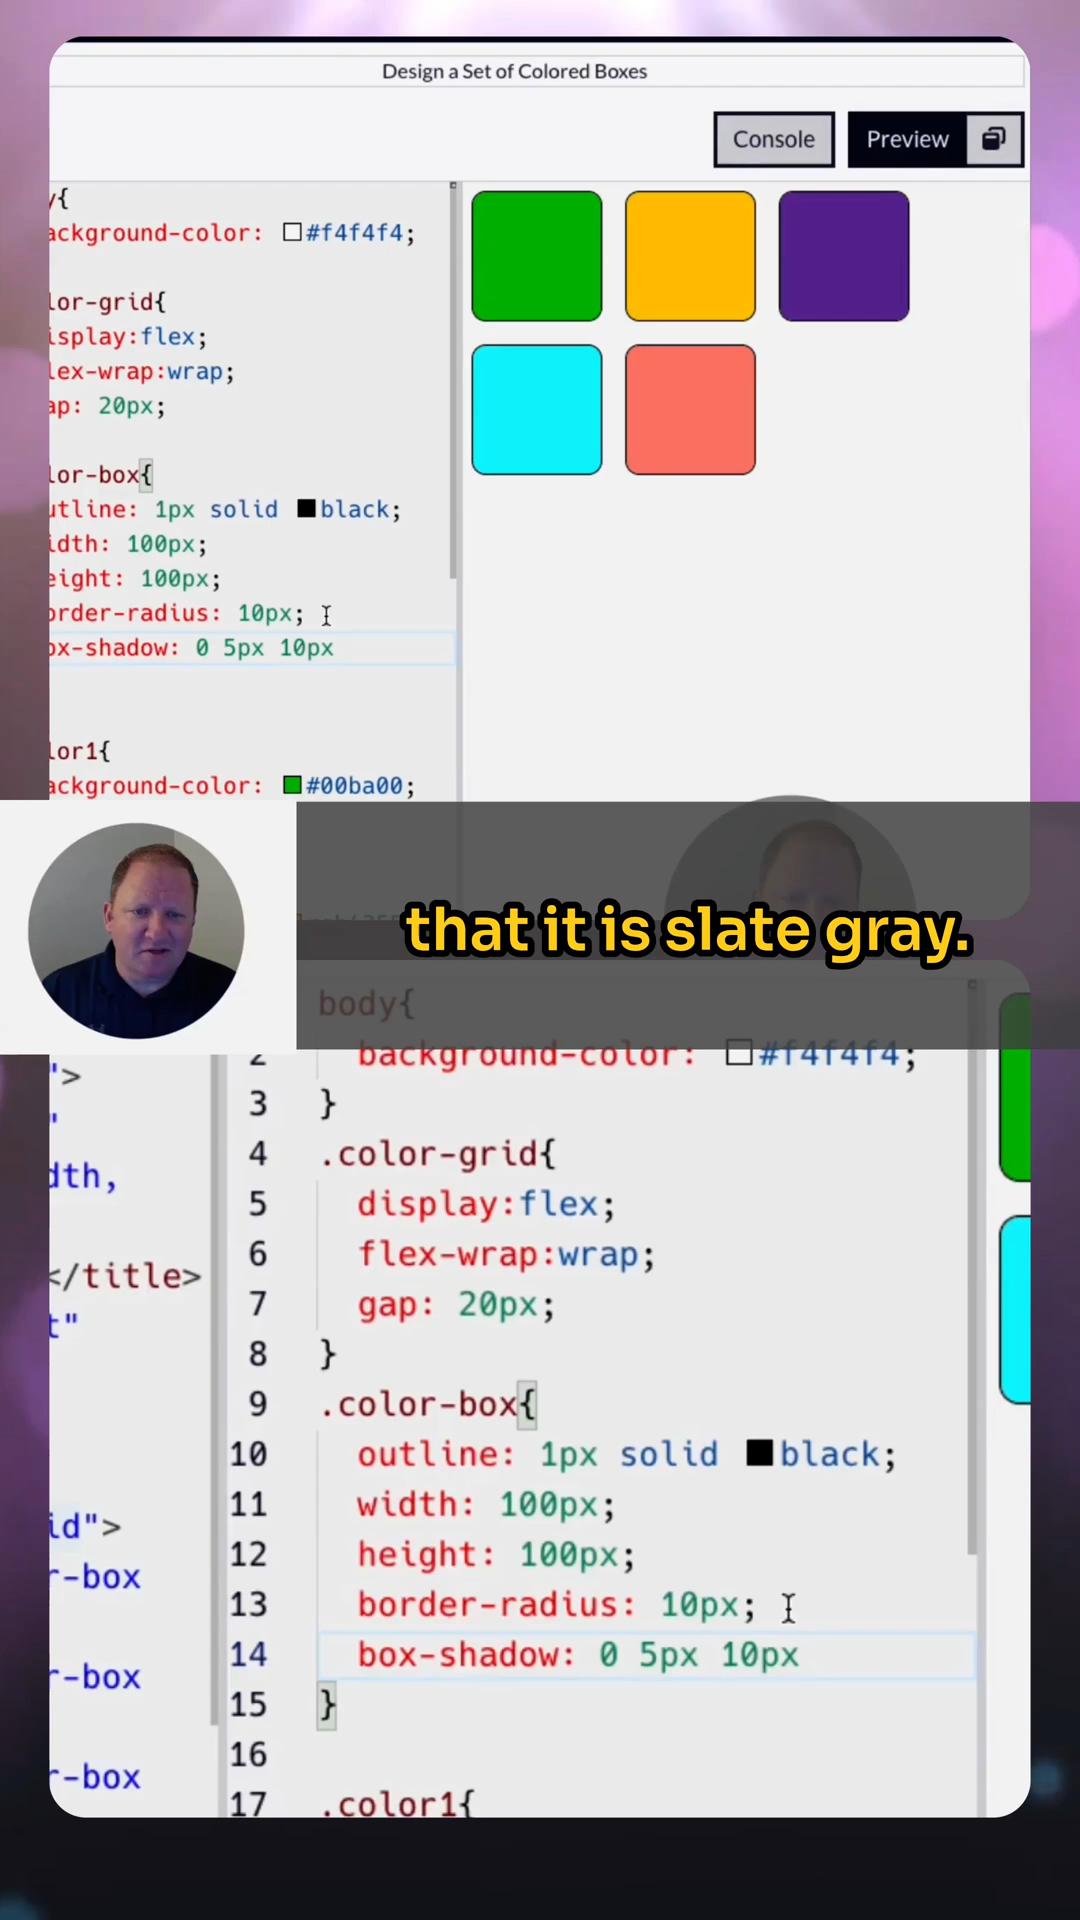 Design a Set of Colored Boxes
Console
Preview
y{
ackground-color: #f4f4f4;
lor-grid{
isplay:flex;
lex-wrap:wrap;
ap: 20px;
lor-box{
utline: 1px solid black;
idth: 100px;
eight: 100px;
order-radius: 10px;
ox-shadow: 0 5px 10px
lor1{
ackground-color: #00ba00;
that it is slate gray.
">
"
dth,
</title>
t"
id">
r-box
r-box
r-box
body{
2 background-color: #f4f4f4;
3 }
4 .color-grid{
5 display:flex;
6 flex-wrap:wrap;
7 gap: 20px;
8 }
9 .color-box{
10 outline: 1px solid black;
11 width: 100px;
12 height: 100px;
13 border-radius: 10px;
14 box-shadow: 0 5px 10px
15 }
16
17 .color1{